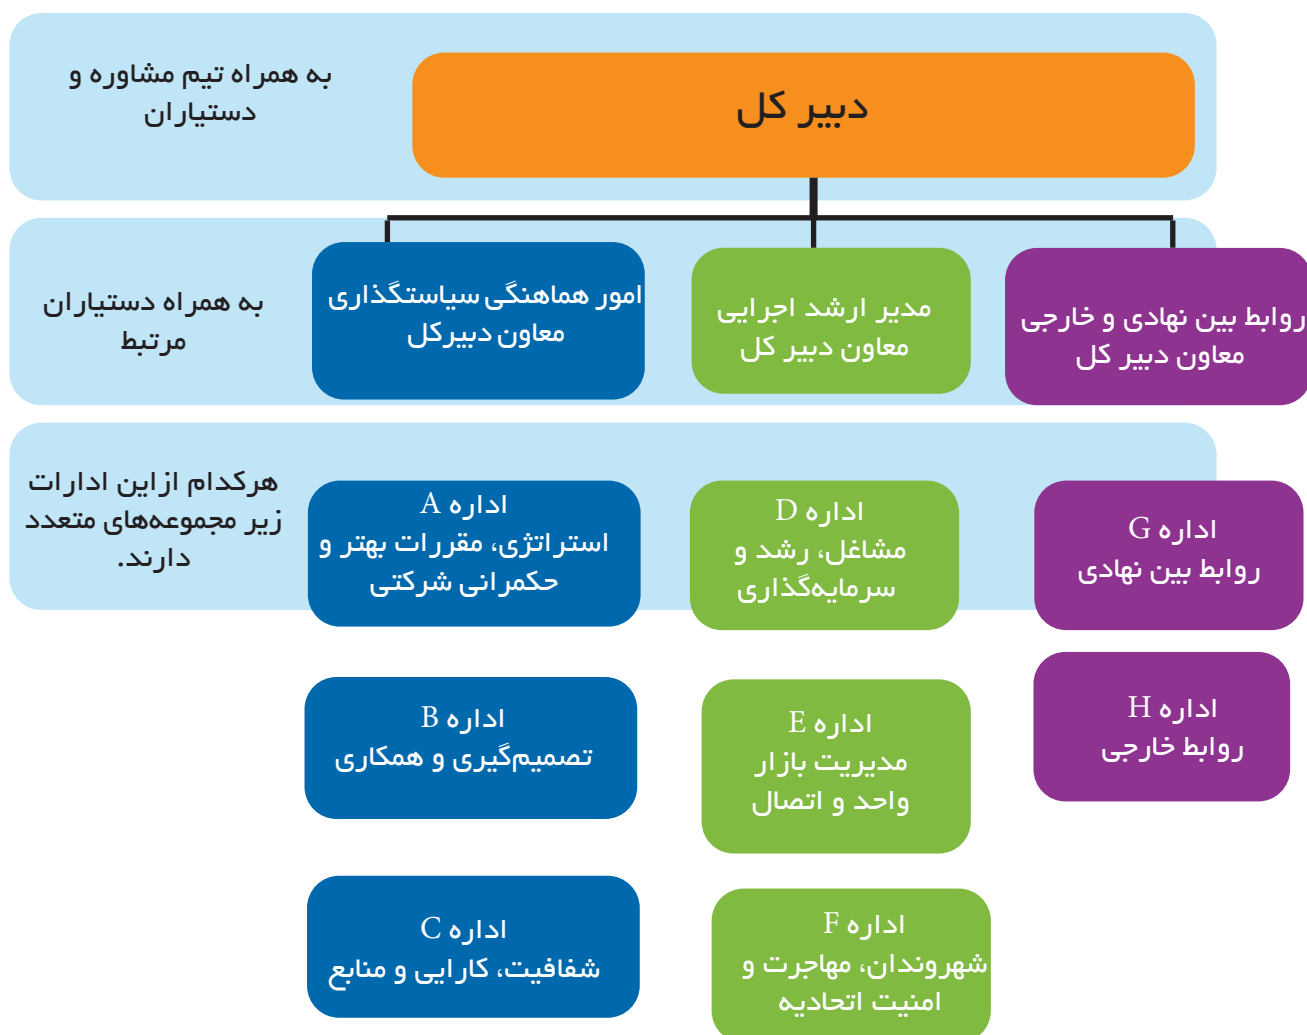 دبیر کل
به همراه تیم مشاوره و
دستیاران
روابط بین نهادی و خارجی
معاون دبیر کل
مدیر ارشد اجرایی
معاون دبیر کل
امور هماهنگی سیاستگذاری
معاون دبیرکل
به همراه دستیاران
مرتبط
اداره G
روابط بین نهادی
اداره D
مشاغل، رشد و
سرمایه‌گذاری
اداره A
استراتژی، مقررات بهتر و
حکمرانی شرکتی
هرکدام ازاین ادارات
زیر مجموعه‌های متعدد
دارند.
اداره H
روابط خارجی
اداره E
مدیریت بازار
واحد و اتصال
اداره B
تصمیم‌گیری و همکاری
اداره F
شهروندان، مهاجرت و
امنیت اتحادیه
اداره C
شفافیت، کارایی و منابع